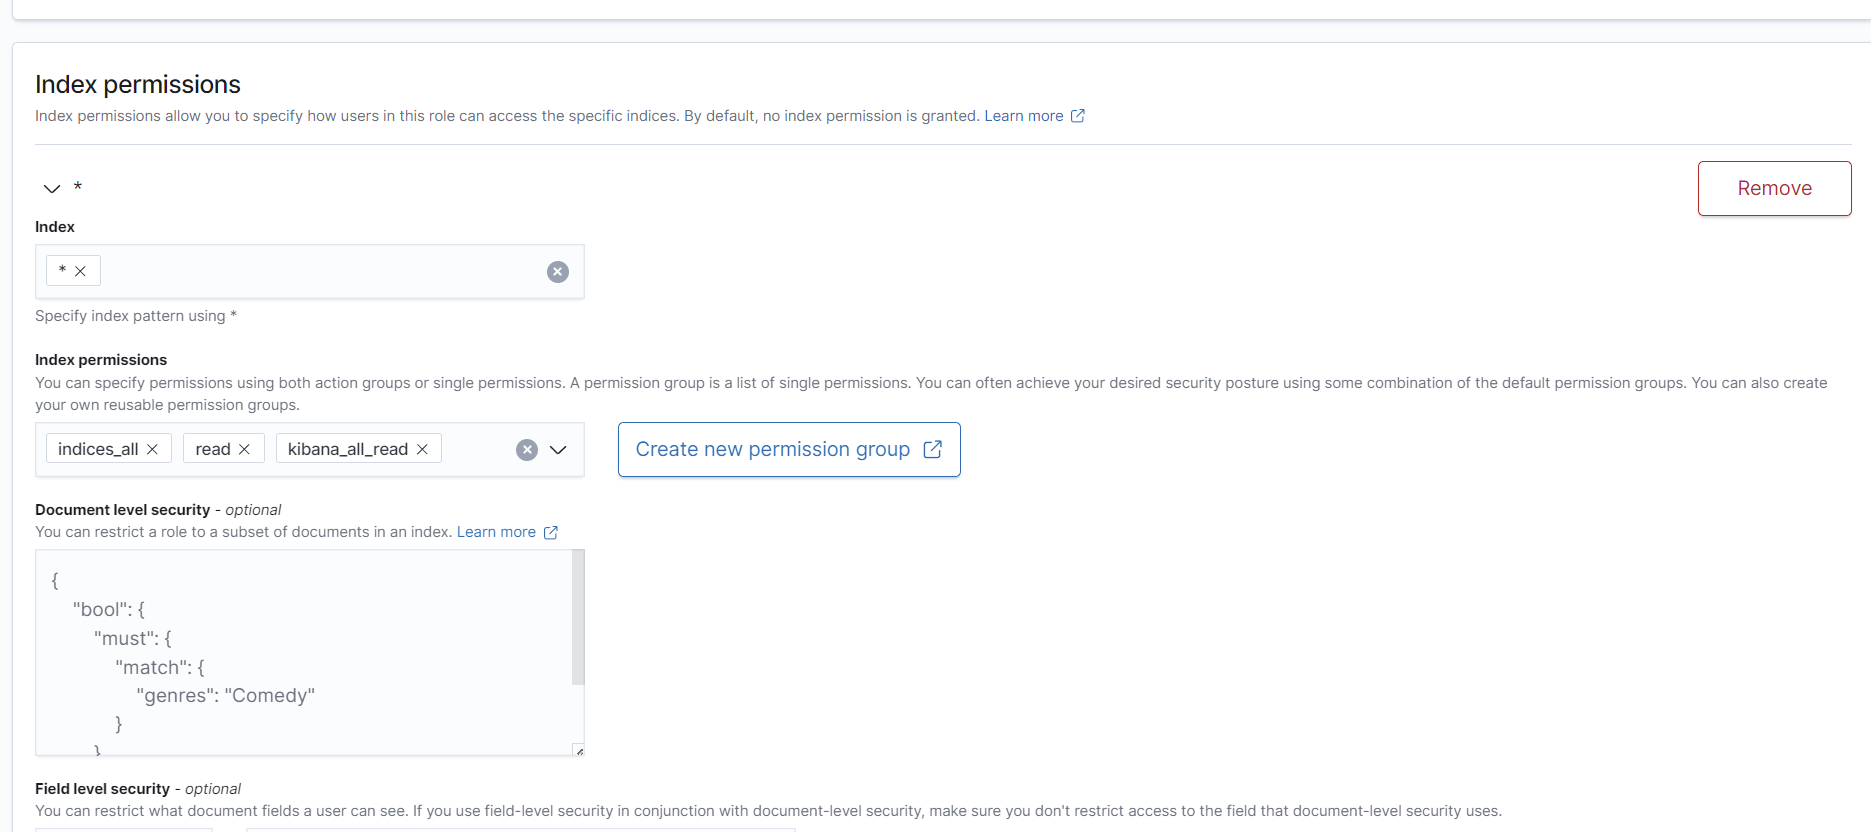 Index permissions
Index permissions allow you to specify how users in this role can access the specific indices. By default, no index permission is granted. Learn more
*
Remove
Index
*
Specify index pattern using *
Index permissions
You can specify permissions using both action groups or single permissions. A permission group is a list of single permissions. You can often achieve your desired security posture using some combination of the default permission groups. You can also create
your own reusable permission groups.
indices_all read kibana_all_read
Create new permission group
Document level security - optional
You can restrict a role to a subset of documents in an index. Learn more
{
"bool": {
"must": {
"match": {
"genres": "Comedy"
}
}
Field level security - optional
You can restrict what document fields a user can see. If you use field-level security in conjunction with document-level security, make sure you don't restrict access to the field that document-level security uses.